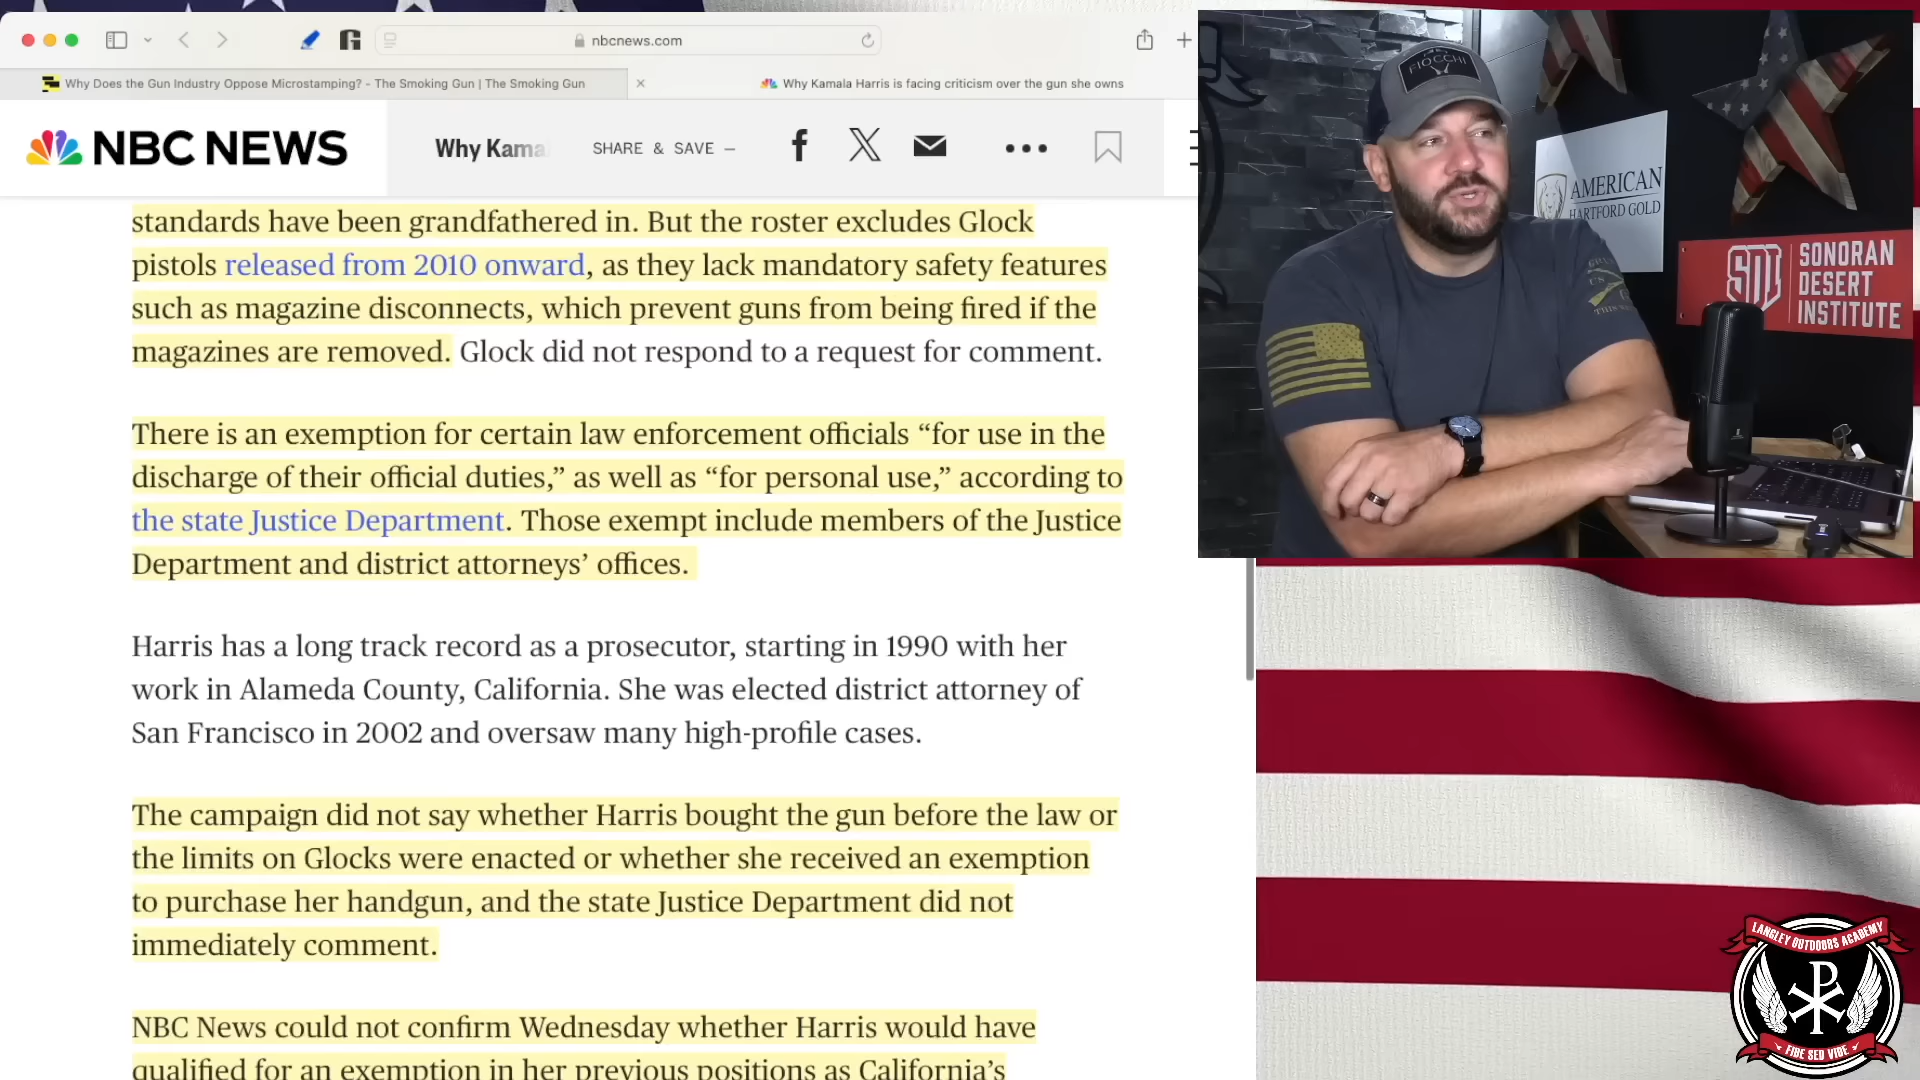 nbcnews.com
Why Does the Gun Industry Oppose Microstamping? - The Smoking Gun | The Smoking Gun
Why Kamala Harris is facing criticism over the gun she owns
NBC NEWS
Why Kama
SHARE & SAVE —
standards have been grandfathered in. But the roster excludes Glock
pistols released from 2010 onward, as they lack mandatory safety features
such as magazine disconnects, which prevent guns from being fired if the
magazines are removed. Glock did not respond to a request for comment.
There is an exemption for certain law enforcement officials “for use in the
discharge of their official duties,” as well as “for personal use,” according to
the state Justice Department. Those exempt include members of the Justice
Department and district attorneys’ offices.
Harris has a long track record as a prosecutor, starting in 1990 with her
work in Alameda County, California. She was elected district attorney of
San Francisco in 2002 and oversaw many high-profile cases.
The campaign did not say whether Harris bought the gun before the law or
the limits on Glocks were enacted or whether she received an exemption
to purchase her handgun, and the state Justice Department did not
immediately comment.
NBC News could not confirm Wednesday whether Harris would have
qualified for an exemption in her previous positions as California’s
FIOCCHI
AMERICAN
HARTFORD GOLD
SDI
SONORAN
DESERT
INSTITUTE
LANGLEY OUTDOORS ACADEMY
FIDE SED VIDE